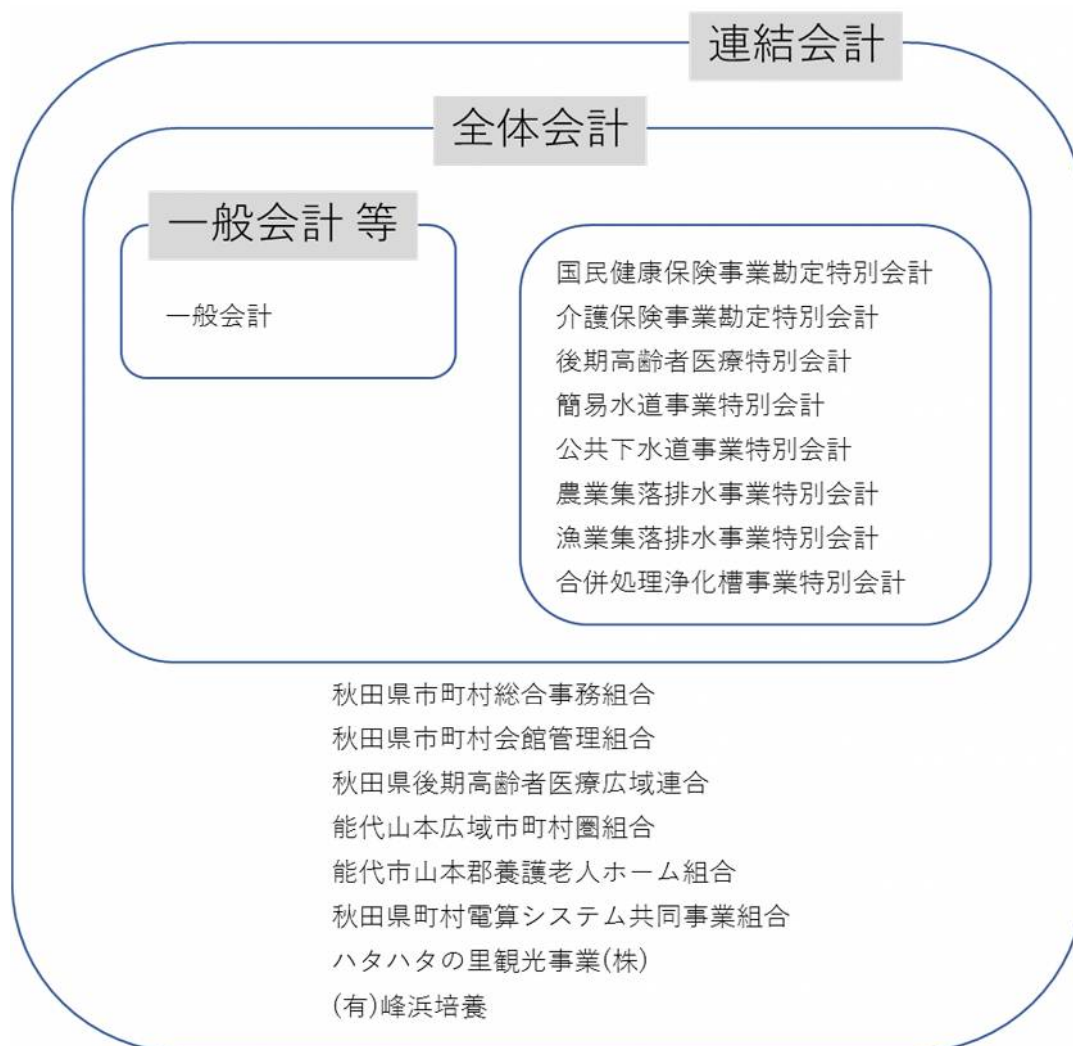 連結会計
全体会計
一般会計 等
一般会計
国民健康保険事業勘定特別会計
介護保険事業勘定特別会計
後期高齢者医療特別会計
簡易水道事業特別会計
公共下水道事業特別会計
農業集落排水事業特別会計
漁業集落排水事業特別会計
合併処理浄化槽事業特別会計
秋田県市町村総合事務組合
秋田県市町村会館管理組合
秋田県後期高齢者医療広域連合
能代山本広域市町村圏組合
能代市山本郡養護老人ホーム組合
秋田県町村電算システム共同事業組合
ハタハタの里観光事業(株)
(有)峰浜培養